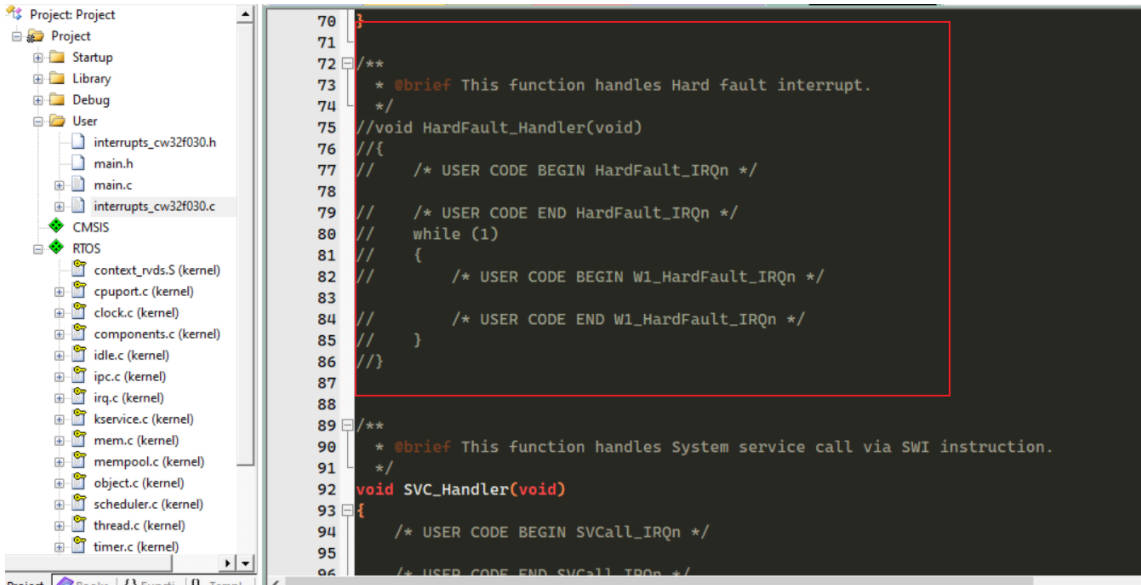 Project: Project
Project
Startup
Library
Debug
User
interrupts_cw32f030.h
main.h
main.c
interrupts_cw32f030.c
CMSIS
RTOS
context_rvds.S (kernel)
cpuport.c (kernel)
clock.c (kernel)
components.c (kernel)
idle.c (kernel)
ipc.c (kernel)
irq.c (kernel)
kservice.c (kernel)
mem.c (kernel)
mempool.c (kernel)
object.c (kernel)
scheduler.c (kernel)
thread.c (kernel)
timer.c (kernel)
70 }
71
72 /**
73 * @brief This function handles Hard fault interrupt.
74 */
75 //void HardFault_Handler(void)
76 //{
77 // /* USER CODE BEGIN HardFault_IRQn */
78
79 // /* USER CODE END HardFault_IRQn */
80 // while (1)
81 // {
82 // /* USER CODE BEGIN W1_HardFault_IRQn */
83
84 // /* USER CODE END W1_HardFault_IRQn */
85 // }
86 //}
87
88
89 /**
90 * @brief This function handles System service call via SWI instruction.
91 */
92 void SVC_Handler(void)
93 {
94 /* USER CODE BEGIN SVCall_IRQn */
95
96 /* USER CODE END SVCall_IRQn */